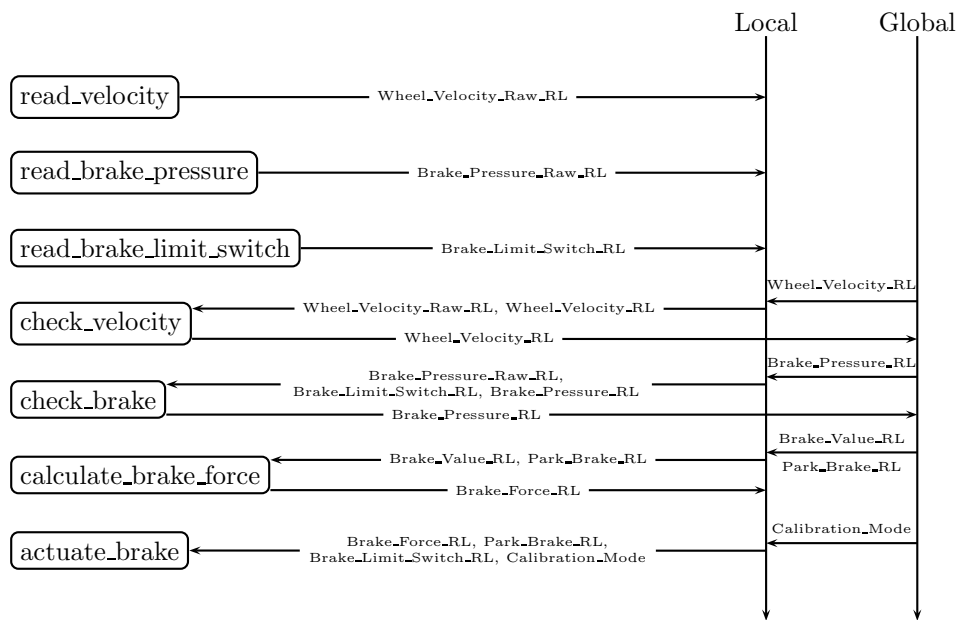 Local Global
read_velocity Wheel_Velocity_Raw_RL
read_brake_pressure Brake_Pressure_Raw_RL
read_brake_limit_switch Brake_Limit_Switch_RL
Wheel_Velocity_RL
Wheel_Velocity_Raw_RL, Wheel_Velocity_RL
check_velocity
Wheel_Velocity_RL
Brake_Pressure_RL
Brake_Pressure_Raw_RL,
Brake_Limit_Switch_RL, Brake_Pressure_RL
check_brake
Brake_Pressure_RL
Brake_Value_RL
Brake_Value_RL, Park_Brake_RL
Park_Brake_RL
calculate_brake_force
Brake_Force_RL
Calibration_Mode
Brake_Force_RL, Park_Brake_RL,
actuate_brake
Brake_Limit_Switch_RL, Calibration_Mode